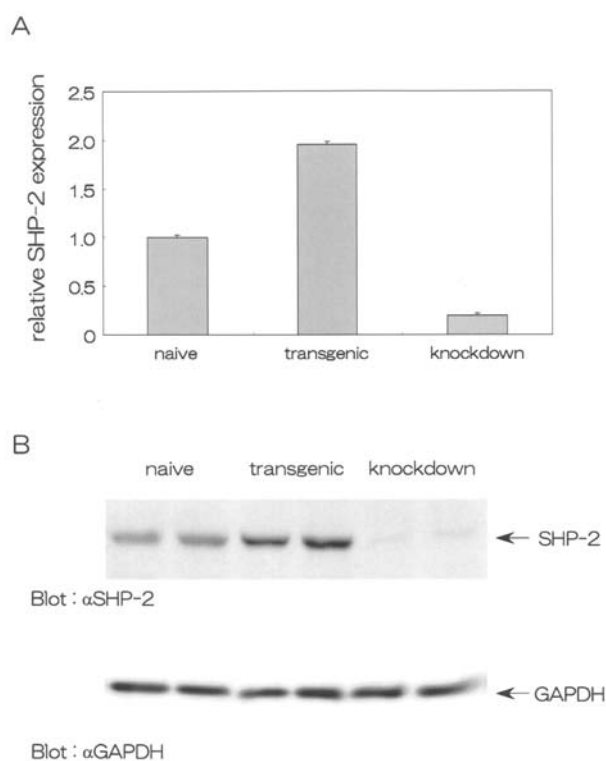 A
relative SHP-2 expression
2.5
2.0
1.5
1.0
0.5
0
naive transgenic knockdown
B
naive transgenic knockdown
SHP-2
Blot : αSHP-2
GAPDH
Blot : αGAPDH